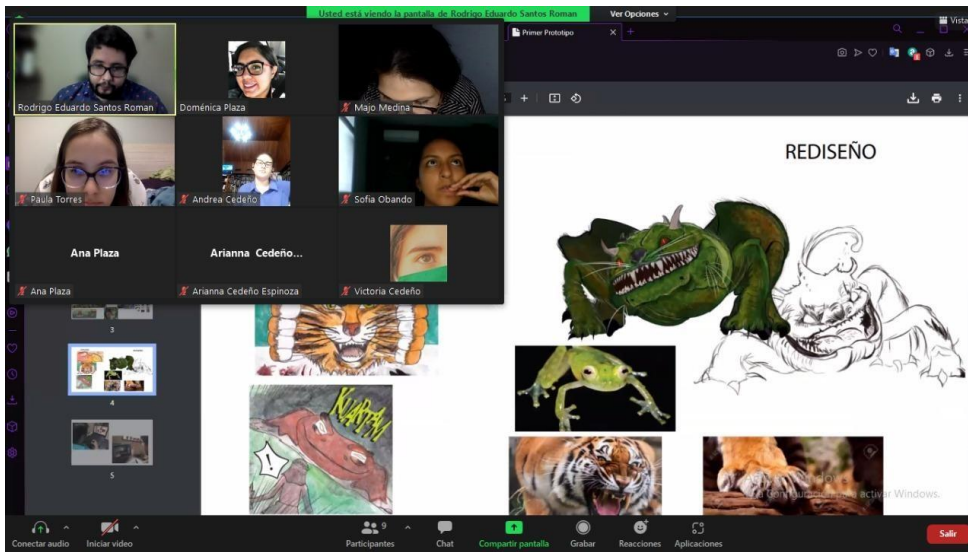 Usted está viendo la pantalla de Rodrigo Eduardo Santos Roman
Ver Opciones
Vista
Primer Prototipo
Rodrigo Eduardo Santos Roman
Doménica Plaza
Majo Medina
Paula Torres
Andrea Cedeño
Sofia Obando
Ana Plaza
Arianna Cedeño...
Ana Plaza
Arianna Cedeño Espinoza
Victoria Cedeño
REDISEÑO
3
4
5
KUARTAM
!
activar Windows.
Conectar audio
Iniciar video
9
Participantes
Chat
Compartir pantalla
Grabar
Reacciones
Aplicaciones
Salir